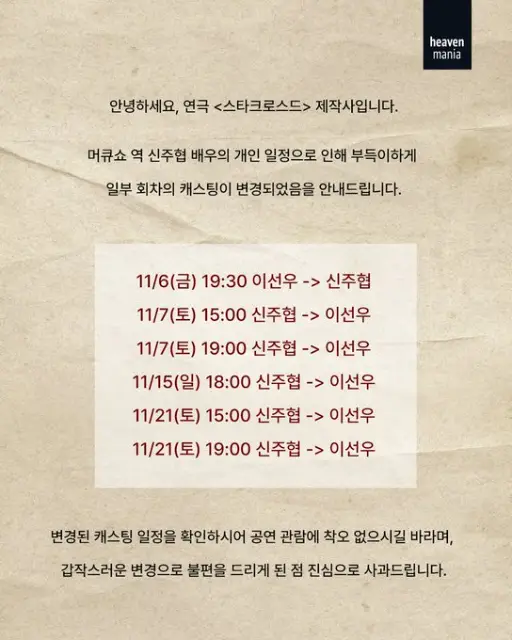 heaven
mania
안녕하세요, 연극 <스타크로스드> 제작사입니다.
머큐쇼 역 신주협 배우의 개인 일정으로 인해 부득이하게
일부 회차의 캐스팅이 변경되었음을 안내드립니다.
11/6(금) 19:30 이선우 -> 신주협
11/7(토) 15:00 신주협 -> 이선우
11/7(토) 19:00 신주협 -> 이선우
11/15(일) 18:00 신주협 -> 이선우
11/21(토) 15:00 신주협 -> 이선우
11/21(토) 19:00 신주협 -> 이선우
변경된 캐스팅 일정을 확인하시어 공연 관람에 착오 없으시길 바라며,
갑작스러운 변경으로 불편을 드리게 된 점 진심으로 사과드립니다.